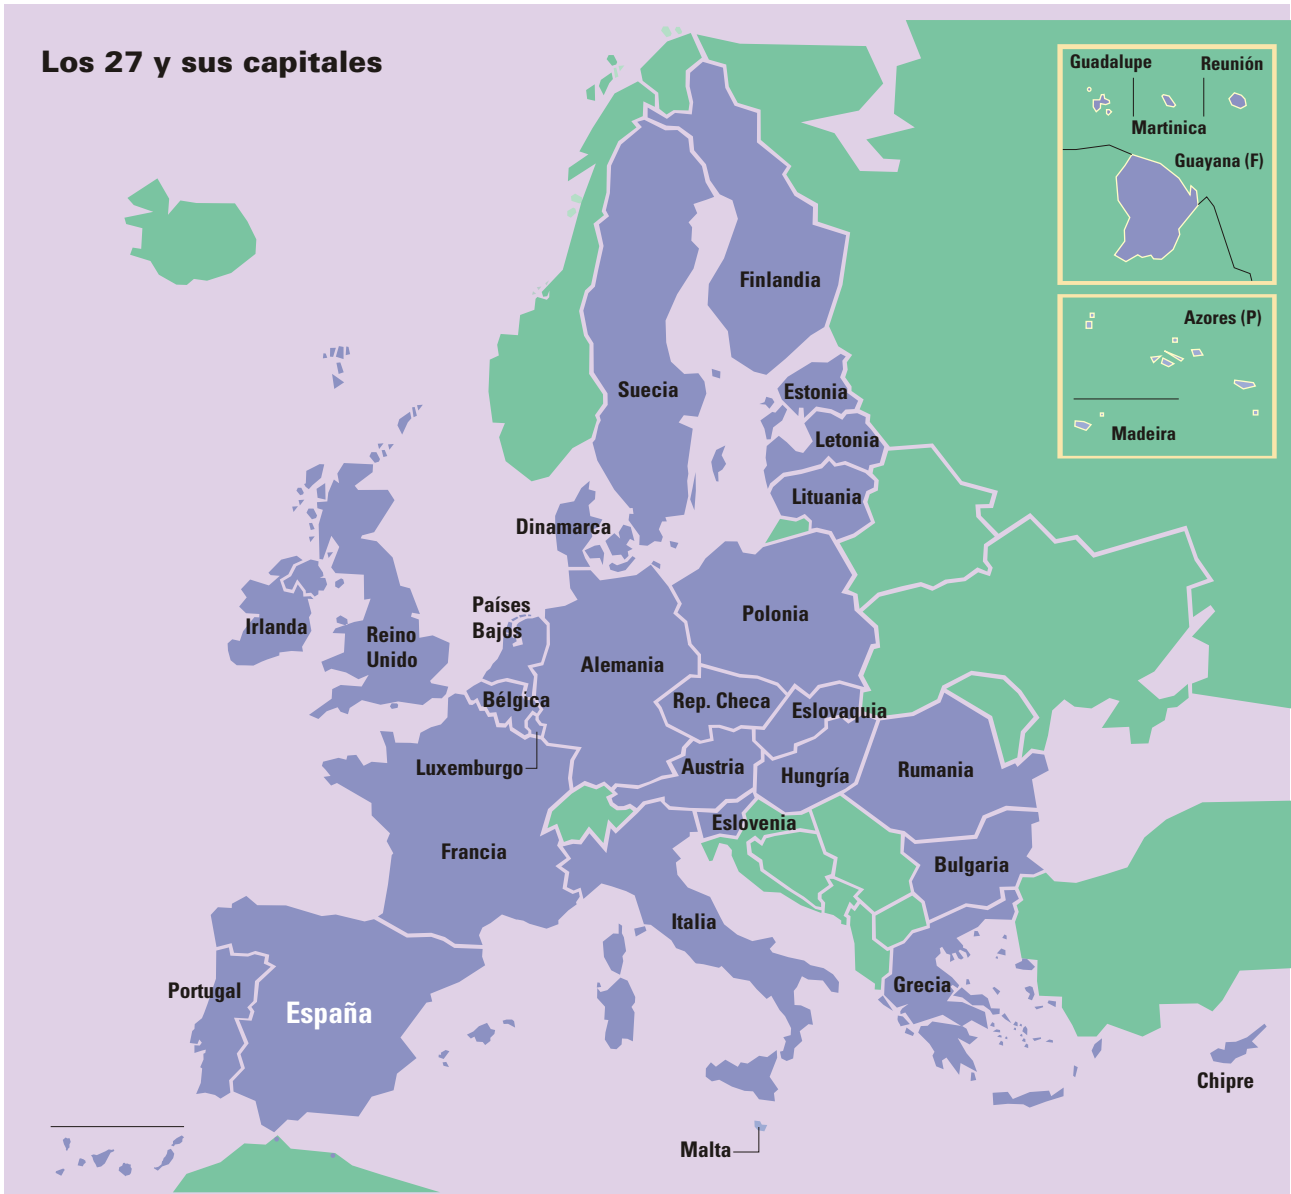 Los 27 y sus capitales
Guadalupe
Reunión
Martinica
Guayana (F)
Finlandia
Azores (P)
Suecia
Estonia
Madeira
Letonia
Lituania
Dinamarca
Países
Bajos
Irlanda
Reino
Unido
Polonia
Alemania
Bélgica
Rep. Checa
Eslovaquia
Luxemburgo
Austria
Hungría
Rumania
Eslovenia
Francia
Bulgaria
Italia
Portugal
España
Grecia
Chipre
Malta